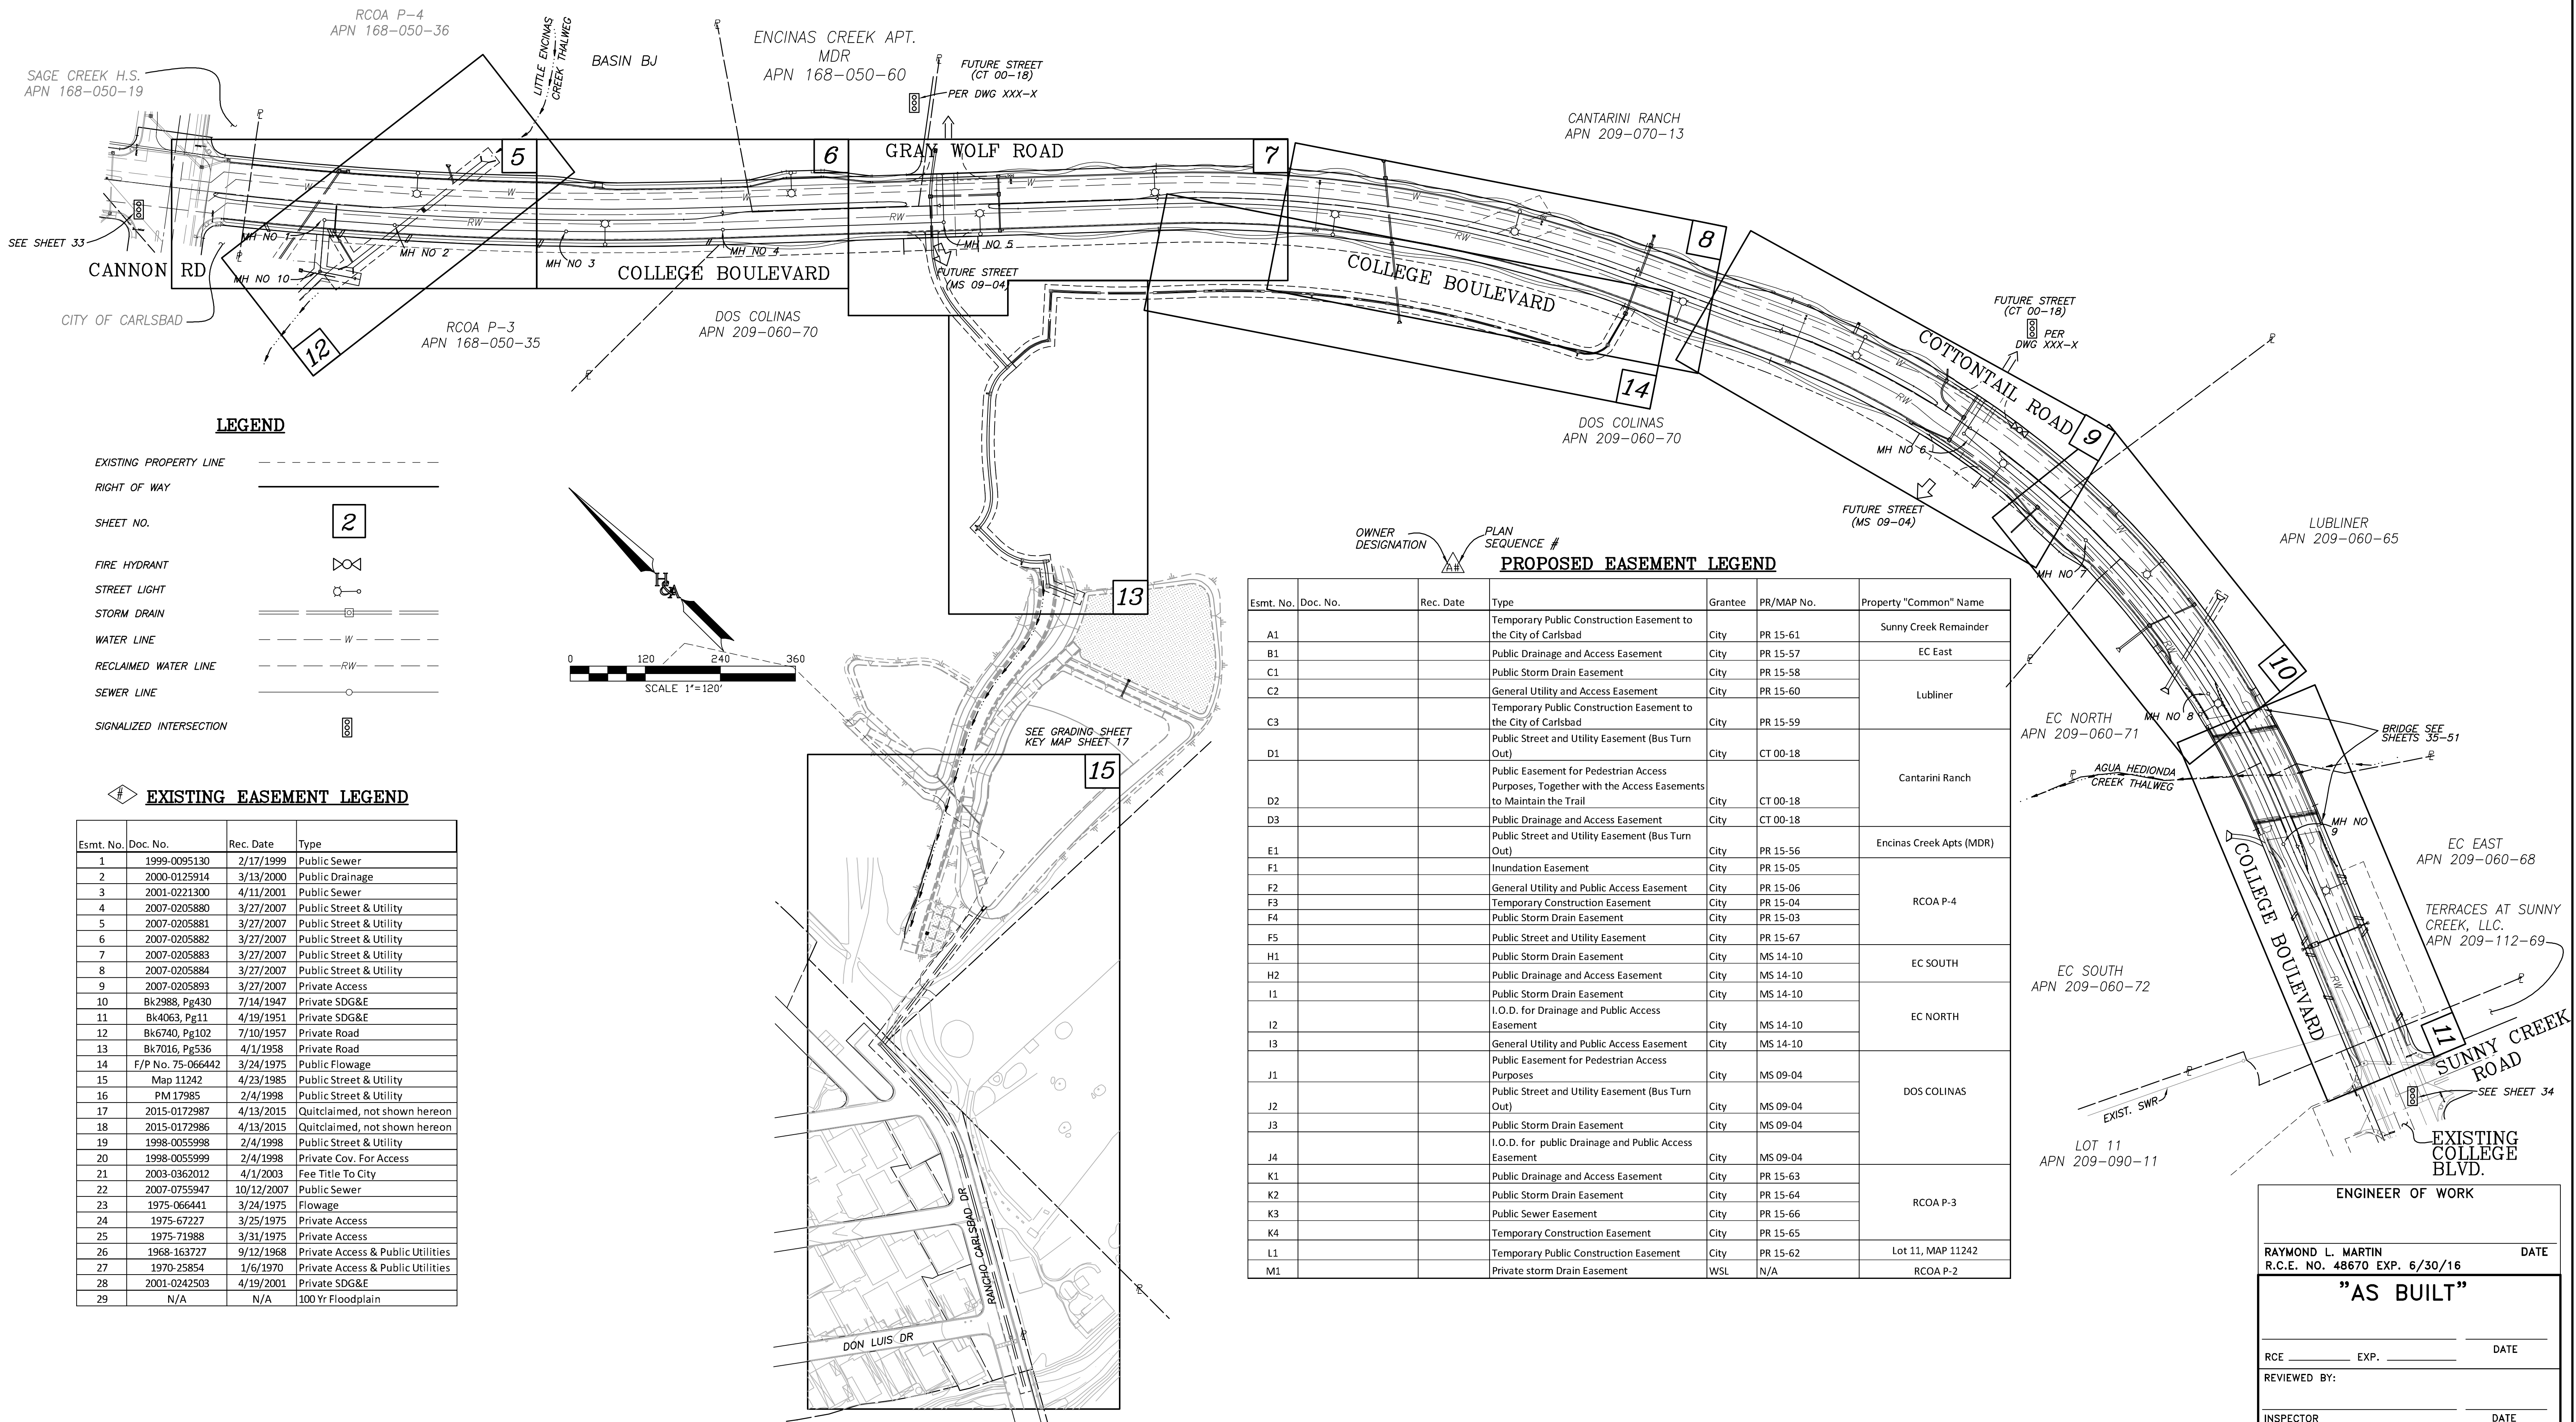 RCOA P-4
APN 168-050-36
SAGE CREEK H.S.
APN 168-050-19
LITTLE ENCINAS
CREEK THALWEG
BASIN BJ
ENCINAS CREEK APT.
MDR
APN 168-050-60
FUTURE STREET
(CT 00-18)
PER DWG XXX-X
CANTARINI RANCH
APN 209-070-13
5
6
GRAY WOLF ROAD
7
8
W
W
W
W
W
RW
RW
RW
RW
SEE SHEET 33
CANNON RD
CITY OF CARLSBAD
MH NO 1
MH NO 2
MH NO 3
MH NO 4
MH NO 5
MH NO 10
COLLEGE BOULEVARD
FUTURE STREET
(MS 09-04)
COLLEGE BOULEVARD
12
RCOA P-3
APN 168-050-35
DOS COLINAS
APN 209-060-70
14
DOS COLINAS
APN 209-060-70
FUTURE STREET
(CT 00-18)
PER
DWG XXX-X
COTTONTAIL ROAD
9
W
RW
MH NO 6
FUTURE STREET
(MS 09-04)
LUBLINER
APN 209-060-65
MH NO 7
W
RW
10
MH NO 8
EC NORTH
APN 209-060-71
BRIDGE SEE
SHEETS 35-51
AGUA HEDIONDA
CREEK THALWEG
MH NO
9
EC EAST
APN 209-060-68
COLLEGE BOULEVARD
TERRACES AT SUNNY
CREEK, LLC.
APN 209-112-69
EC SOUTH
APN 209-060-72
RW
11
SUNNY CREEK
ROAD
SEE SHEET 34
EXIST. SWR
EXISTING
COLLEGE
BLVD.
LOT 11
APN 209-090-11
LEGEND
EXISTING PROPERTY LINE
RIGHT OF WAY
SHEET NO. 2
FIRE HYDRANT
STREET LIGHT
STORM DRAIN
WATER LINE W
RECLAIMED WATER LINE RW
SEWER LINE
SIGNALIZED INTERSECTION
H&A
0 120 240 360
SCALE 1"=120'
13
SEE GRADING SHEET
KEY MAP SHEET 17
15
RANCHO CARLSBAD DR
DON LUIS DR
# EXISTING EASEMENT LEGEND
Esmt. No. Doc. No. Rec. Date Type
1 1999-0095130 2/17/1999 Public Sewer
2 2000-0125914 3/13/2000 Public Drainage
3 2001-0221300 4/11/2001 Public Sewer
4 2007-0205880 3/27/2007 Public Street & Utility
5 2007-0205881 3/27/2007 Public Street & Utility
6 2007-0205882 3/27/2007 Public Street & Utility
7 2007-0205883 3/27/2007 Public Street & Utility
8 2007-0205884 3/27/2007 Public Street & Utility
9 2007-0205893 3/27/2007 Private Access
10 Bk2988, Pg430 7/14/1947 Private SDG&E
11 Bk4063, Pg11 4/19/1951 Private SDG&E
12 Bk6740, Pg102 7/10/1957 Private Road
13 Bk7016, Pg536 4/1/1958 Private Road
14 F/P No. 75-066442 3/24/1975 Public Flowage
15 Map 11242 4/23/1985 Public Street & Utility
16 PM 17985 2/4/1998 Public Street & Utility
17 2015-0172987 4/13/2015 Quitclaimed, not shown hereon
18 2015-0172986 4/13/2015 Quitclaimed, not shown hereon
19 1998-0055998 2/4/1998 Public Street & Utility
20 1998-0055999 2/4/1998 Private Cov. For Access
21 2003-0362012 4/1/2003 Fee Title To City
22 2007-0755947 10/12/2007 Public Sewer
23 1975-066441 3/24/1975 Flowage
24 1975-67227 3/25/1975 Private Access
25 1975-71988 3/31/1975 Private Access
26 1968-163727 9/12/1968 Private Access & Public Utilities
27 1970-25854 1/6/1970 Private Access & Public Utilities
28 2001-0242503 4/19/2001 Private SDG&E
29 N/A N/A 100 Yr Floodplain
OWNER
DESIGNATION
PLAN
SEQUENCE #
A# PROPOSED EASEMENT LEGEND
Esmt. No. Doc. No. Rec. Date Type Grantee PR/MAP No. Property "Common" Name
Temporary Public Construction Easement to
A1 the City of Carlsbad City PR 15-61 Sunny Creek Remainder
B1 Public Drainage and Access Easement City PR 15-57 EC East
C1 Public Storm Drain Easement City PR 15-58
C2 General Utility and Access Easement City PR 15-60 Lubliner
Temporary Public Construction Easement to
C3 the City of Carlsbad City PR 15-59
Public Street and Utility Easement (Bus Turn
D1 Out) City CT 00-18
Public Easement for Pedestrian Access
Purposes, Together with the Access Easements Cantarini Ranch
D2 to Maintain the Trail City CT 00-18
D3 Public Drainage and Access Easement City CT 00-18
Public Street and Utility Easement (Bus Turn
E1 Out) City PR 15-56 Encinas Creek Apts (MDR)
F1 Inundation Easement City PR 15-05
F2 General Utility and Public Access Easement City PR 15-06
F3 Temporary Construction Easement City PR 15-04 RCOA P-4
F4 Public Storm Drain Easement City PR 15-03
F5 Public Street and Utility Easement City PR 15-67
H1 Public Storm Drain Easement City MS 14-10 EC SOUTH
H2 Public Drainage and Access Easement City MS 14-10
I1 Public Storm Drain Easement City MS 14-10
I.O.D. for Drainage and Public Access
I2 Easement City MS 14-10 EC NORTH
I3 General Utility and Public Access Easement City MS 14-10
Public Easement for Pedestrian Access
J1 Purposes City MS 09-04
Public Street and Utility Easement (Bus Turn DOS COLINAS
J2 Out) City MS 09-04
J3 Public Storm Drain Easement City MS 09-04
I.O.D. for public Drainage and Public Access
J4 Easement City MS 09-04
K1 Public Drainage and Access Easement City PR 15-63
K2 Public Storm Drain Easement City PR 15-64 RCOA P-3
K3 Public Sewer Easement City PR 15-66
K4 Temporary Construction Easement City PR 15-65
L1 Temporary Public Construction Easement City PR 15-62 Lot 11, MAP 11242
M1 Private storm Drain Easement WSL N/A RCOA P-2
ENGINEER OF WORK
RAYMOND L. MARTIN DATE
R.C.E. NO. 48670 EXP. 6/30/16
"AS BUILT"
RCE EXP. DATE
REVIEWED BY:
INSPECTOR DATE